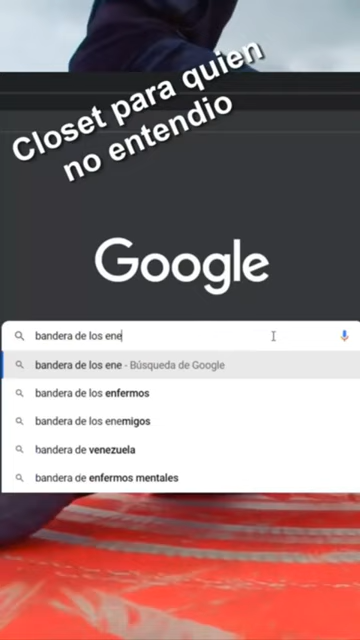 Closet para quien
no entendio
Google
bandera de los ene
bandera de los ene - Búsqueda de Google
bandera de los enfermos
bandera de los enemigos
bandera de venezuela
bandera de enfermos mentales